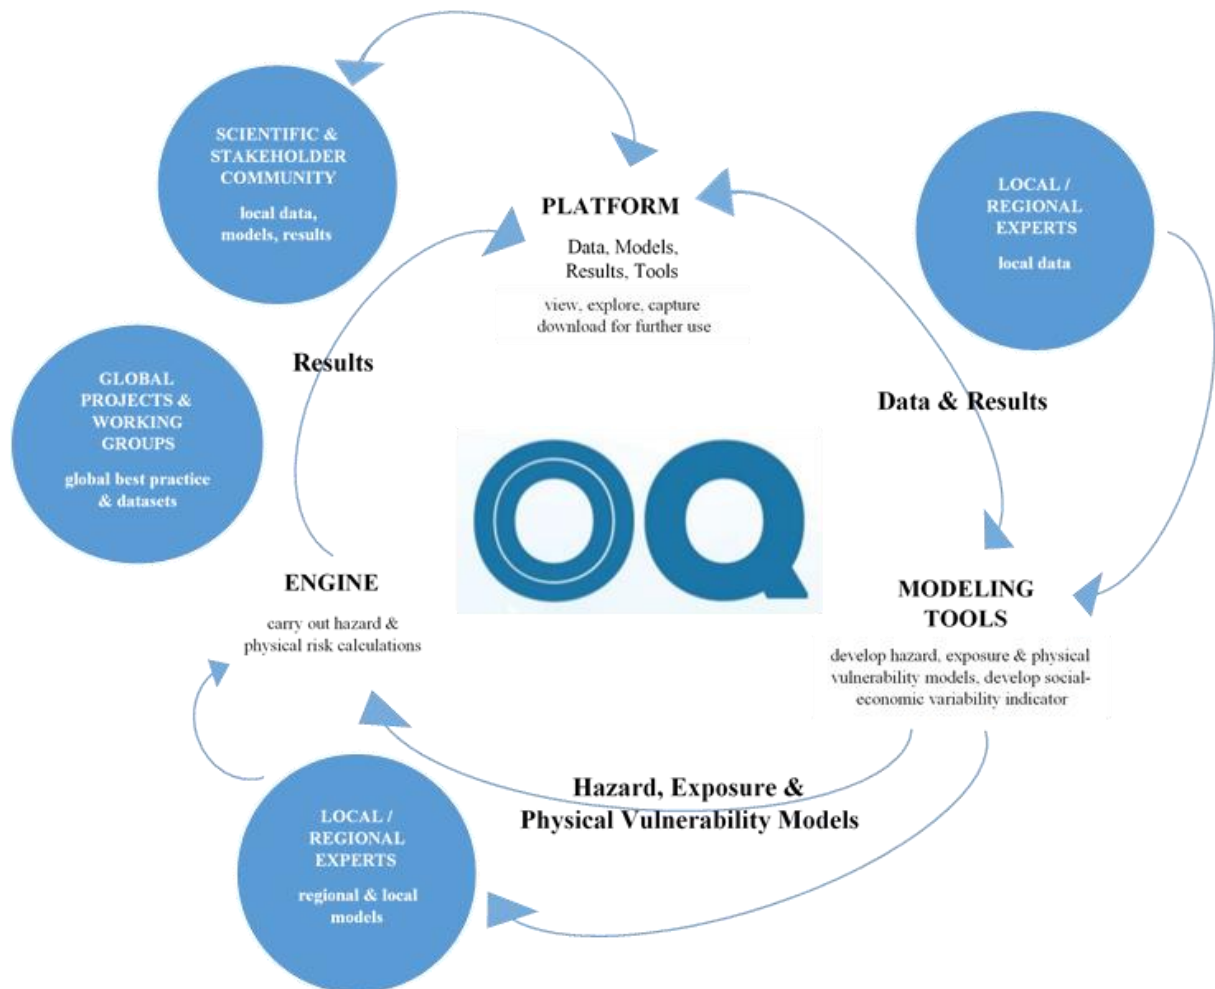 SCIENTIFIC &
STAKEHOLDER
COMMUNITY
local data,
models, results
PLATFORM
Data, Models,
Results, Tools
view, explore, capture
download for further use
LOCAL /
REGIONAL
EXPERTS
local data
GLOBAL
PROJECTS &
WORKING
GROUPS
global best practice
& datasets
Results
Data & Results
OQ
ENGINE
carry out hazard &
physical risk calculations
MODELING
TOOLS
develop hazard, exposure & physical
vulnerability models, develop social-
economic variability indicator
Hazard, Exposure &
Physical Vulnerability Models
LOCAL /
REGIONAL
EXPERTS
regional & local
models